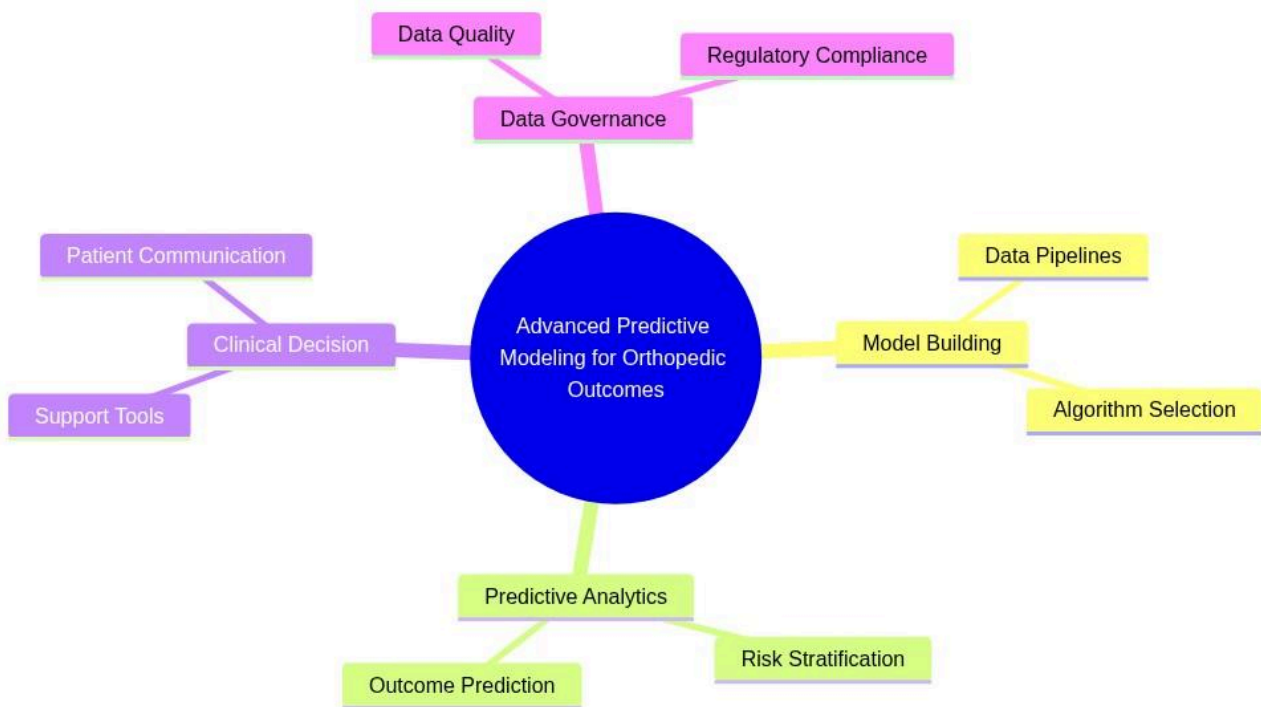 Data Quality
Regulatory Compliance
Data Governance
Patient Communication
Data Pipelines
Clinical Decision
Advanced Predictive
Modeling for Orthopedic
Outcomes
Model Building
Support Tools
Algorithm Selection
Predictive Analytics
Risk Stratification
Outcome Prediction